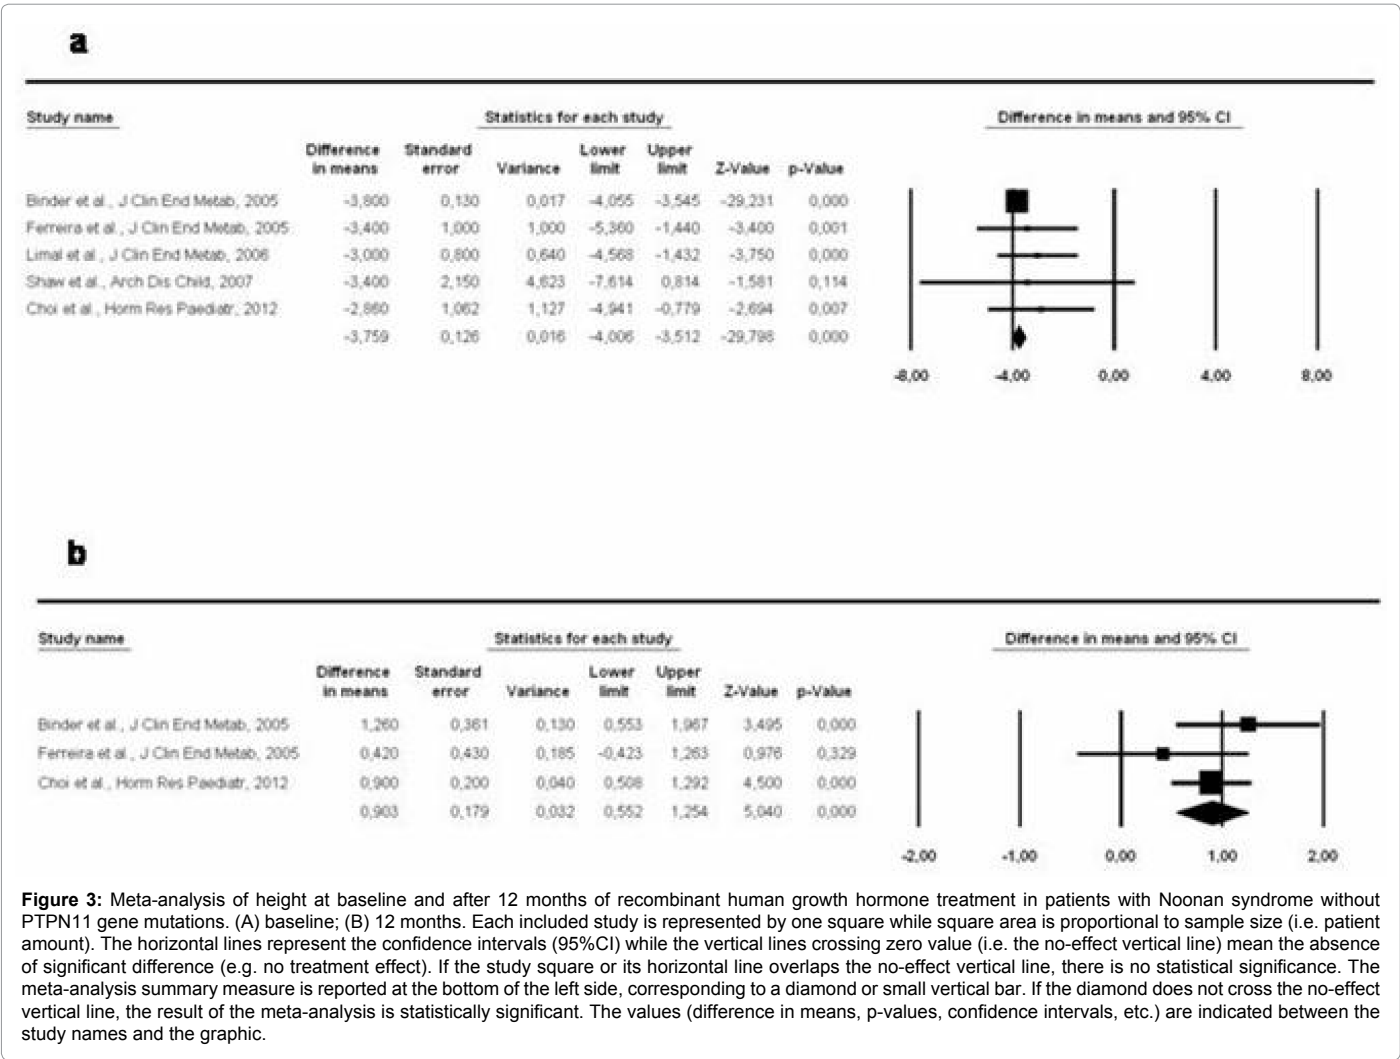 a
Study name Statistics for each study Difference in means and 95% CI
Difference in means Standard error Variance Lower limit Upper limit Z-Value p-Value
Binder et al., J Clin End Metab, 2005 -3,800 0,130 0,017 -4,055 -3,545 -29,231 0,000
Ferreira et al., J Clin End Metab, 2005 -3,400 1,000 1,000 -5,360 -1,440 -3,400 0,001
Limal et al., J Clin End Metab, 2006 -3,000 0,800 0,640 -4,568 -1,432 -3,750 0,000
Shaw et al., Arch Dis Child, 2007 -3,400 2,150 4,623 -7,614 0,814 -1,581 0,114
Choi et al., Horm Res Paediatr, 2012 -2,860 1,062 1,127 -4,941 -0,779 -2,694 0,007
-3,759 0,126 0,016 -4,006 -3,512 -29,798 0,000
-8,00 -4,00 0,00 4,00 8,00
b
Study name Statistics for each study Difference in means and 95% CI
Difference in means Standard error Variance Lower limit Upper limit Z-Value p-Value
Binder et al., J Clin End Metab, 2005 1,260 0,361 0,130 0,553 1,967 3,495 0,000
Ferreira et al., J Clin End Metab, 2005 0,420 0,430 0,185 -0,423 1,263 0,976 0,329
Choi et al., Horm Res Paediatr, 2012 0,900 0,200 0,040 0,508 1,292 4,500 0,000
0,903 0,179 0,032 0,552 1,254 5,040 0,000
-2,00 -1,00 0,00 1,00 2,00
Figure 3: Meta-analysis of height at baseline and after 12 months of recombinant human growth hormone treatment in patients with Noonan syndrome without
PTPN11 gene mutations. (A) baseline; (B) 12 months. Each included study is represented by one square while square area is proportional to sample size (i.e. patient
amount). The horizontal lines represent the confidence intervals (95%CI) while the vertical lines crossing zero value (i.e. the no-effect vertical line) mean the absence
of significant difference (e.g. no treatment effect). If the study square or its horizontal line overlaps the no-effect vertical line, there is no statistical significance. The
meta-analysis summary measure is reported at the bottom of the left side, corresponding to a diamond or small vertical bar. If the diamond does not cross the no-effect
vertical line, the result of the meta-analysis is statistically significant. The values (difference in means, p-values, confidence intervals, etc.) are indicated between the
study names and the graphic.